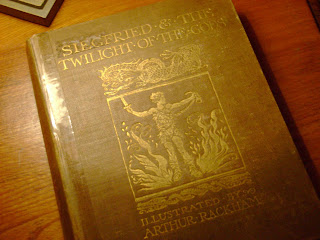 SIEGFRIED & THE
TWILIGHT OF THE GODS
ILLUSTRATED BY
ARTHUR RACKHAM